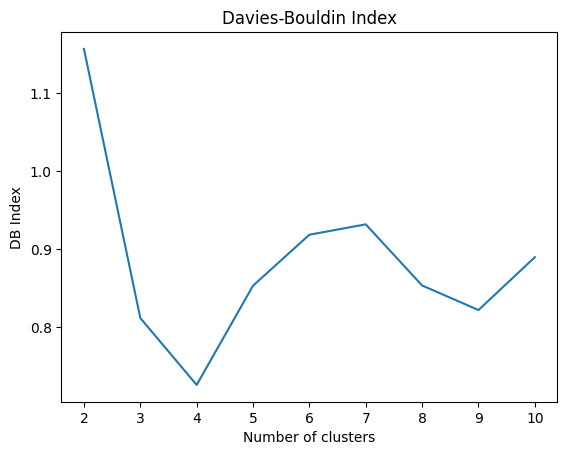 Davies-Bouldin Index
DB Index
1.1
1.0
0.9
0.8
2 3 4 5 6 7 8 9 10
Number of clusters